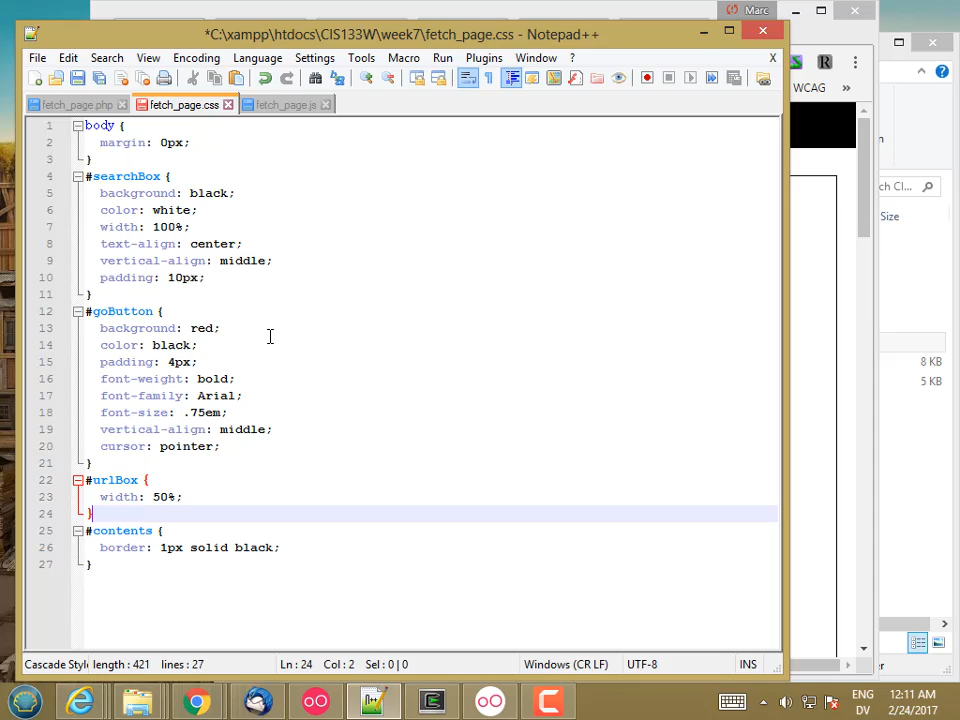 Marc
*C:\xampp\htdocs\CIS133W\week7\fetch_page.css - Notepad++
File Edit Search View Encoding Language Settings Tools Macro Run Plugins Window ? X
fetch_page.php fetch_page.css fetch_page.js
WCAG »
ch Cl...
Size
8 KB
5 KB
1 body {
2 margin: 0px;
3 }
4 #searchBox {
5 background: black;
6 color: white;
7 width: 100%;
8 text-align: center;
9 vertical-align: middle;
10 padding: 10px;
11 }
12 #goButton {
13 background: red;
14 color: black;
15 padding: 4px;
16 font-weight: bold;
17 font-family: Arial;
18 font-size: .75em;
19 vertical-align: middle;
20 cursor: pointer;
21 }
22 #urlBox {
23 width: 50%;
24 }
25 #contents {
26 border: 1px solid black;
27 }
Cascade Style length : 421 lines : 27 Ln : 24 Col : 2 Sel : 0 | 0 Windows (CR LF) UTF-8 INS
ENG 12:11 AM
DV 2/24/2017